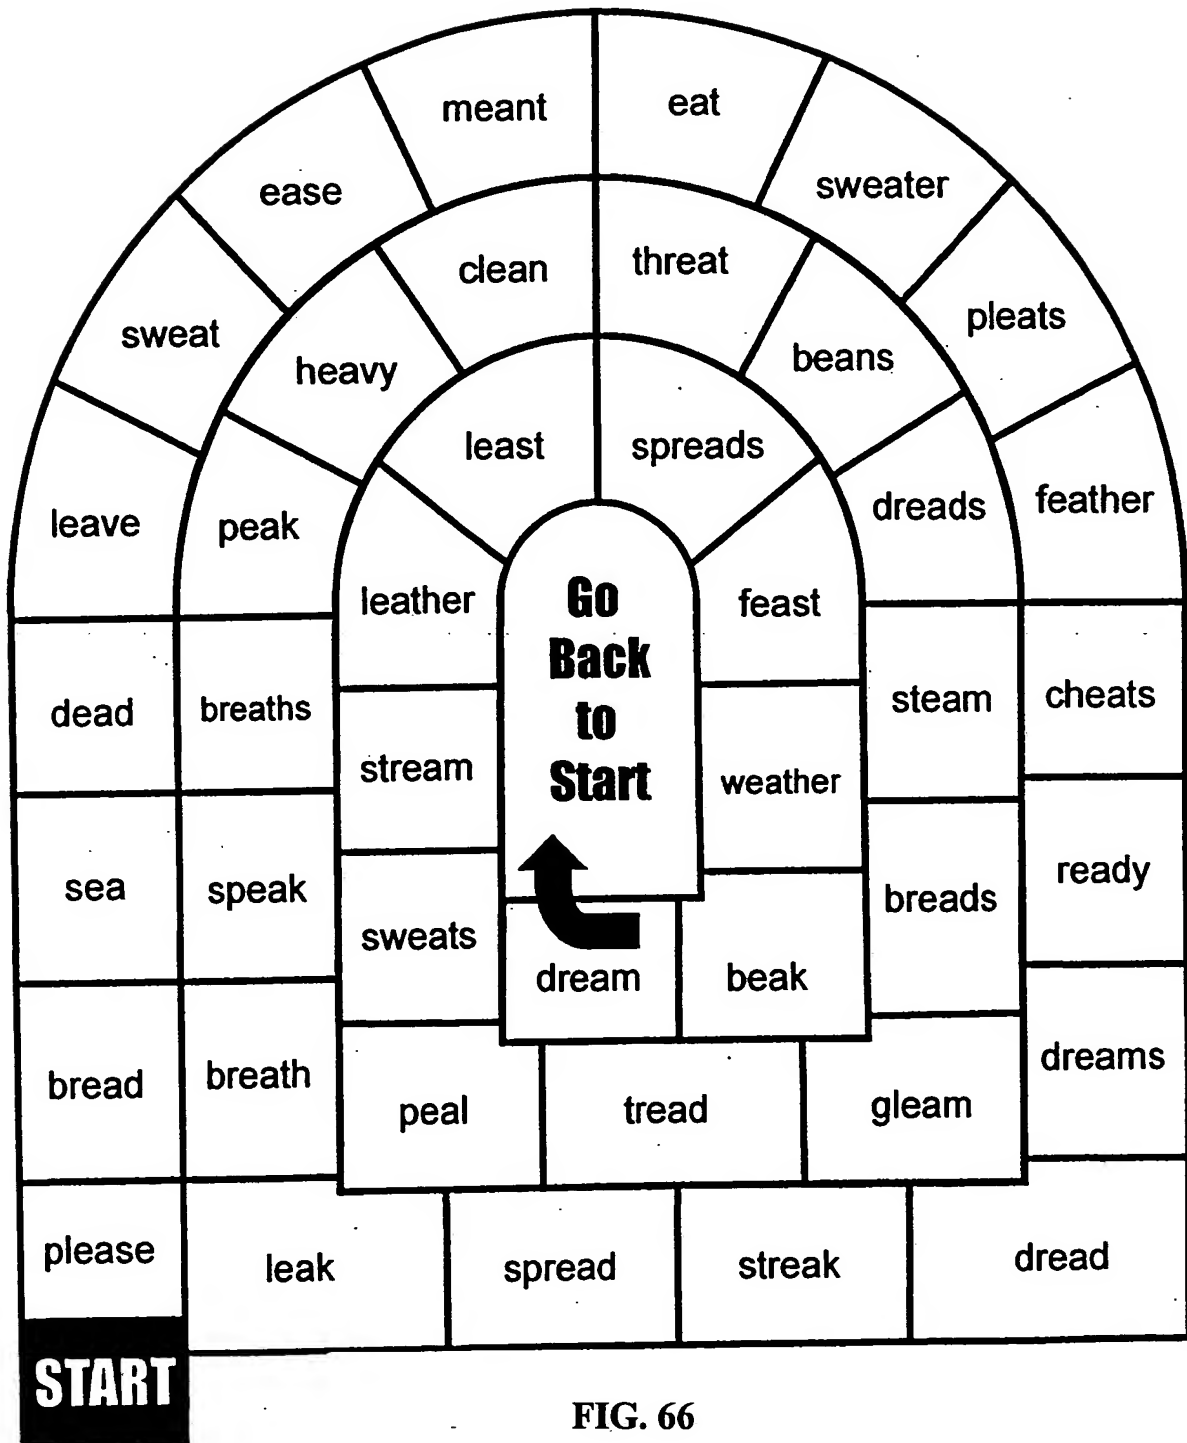 START
please
bread
sea
dead
leave
sweat
ease
meant
eat
sweater
pleats
feather
cheats
ready
dreams
dread
streak
spread
leak
breath
speak
breaths
peak
heavy
clean
threat
beans
dreads
steam
breads
gleam
tread
peal
sweats
stream
leather
least
spreads
feast
weather
beak
dream
Go
Back
to
Start
FIG. 66